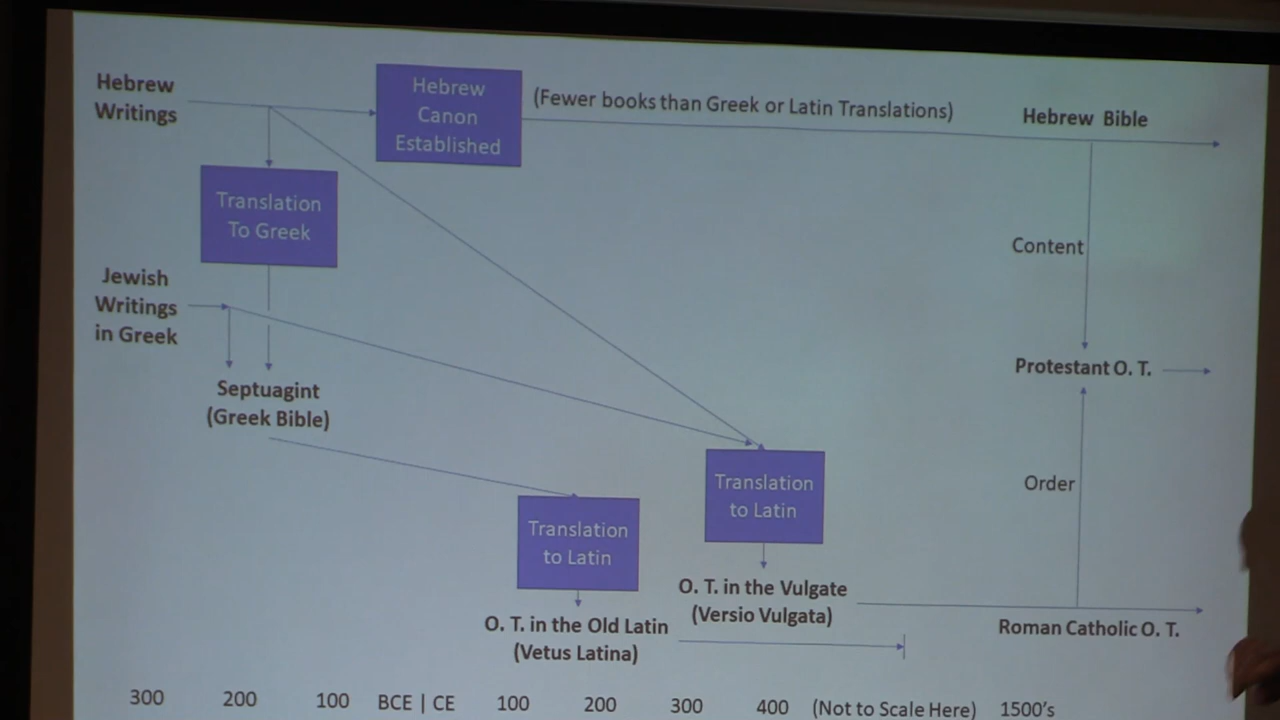 Hebrew
Writings
Hebrew
Canon
Established
(Fewer books than Greek or Latin Translations)
Hebrew Bible
Translation
To Greek
Content
Jewish
Writings
in Greek
Protestant O. T.
Septuagint
(Greek Bible)
Translation
to Latin
Order
Translation
to Latin
O. T. in the Vulgate
(Versio Vulgata)
O. T. in the Old Latin
(Vetus Latina)
Roman Catholic O. T.
300 200 100 BCE | CE 100 200 300 400 (Not to Scale Here) 1500's